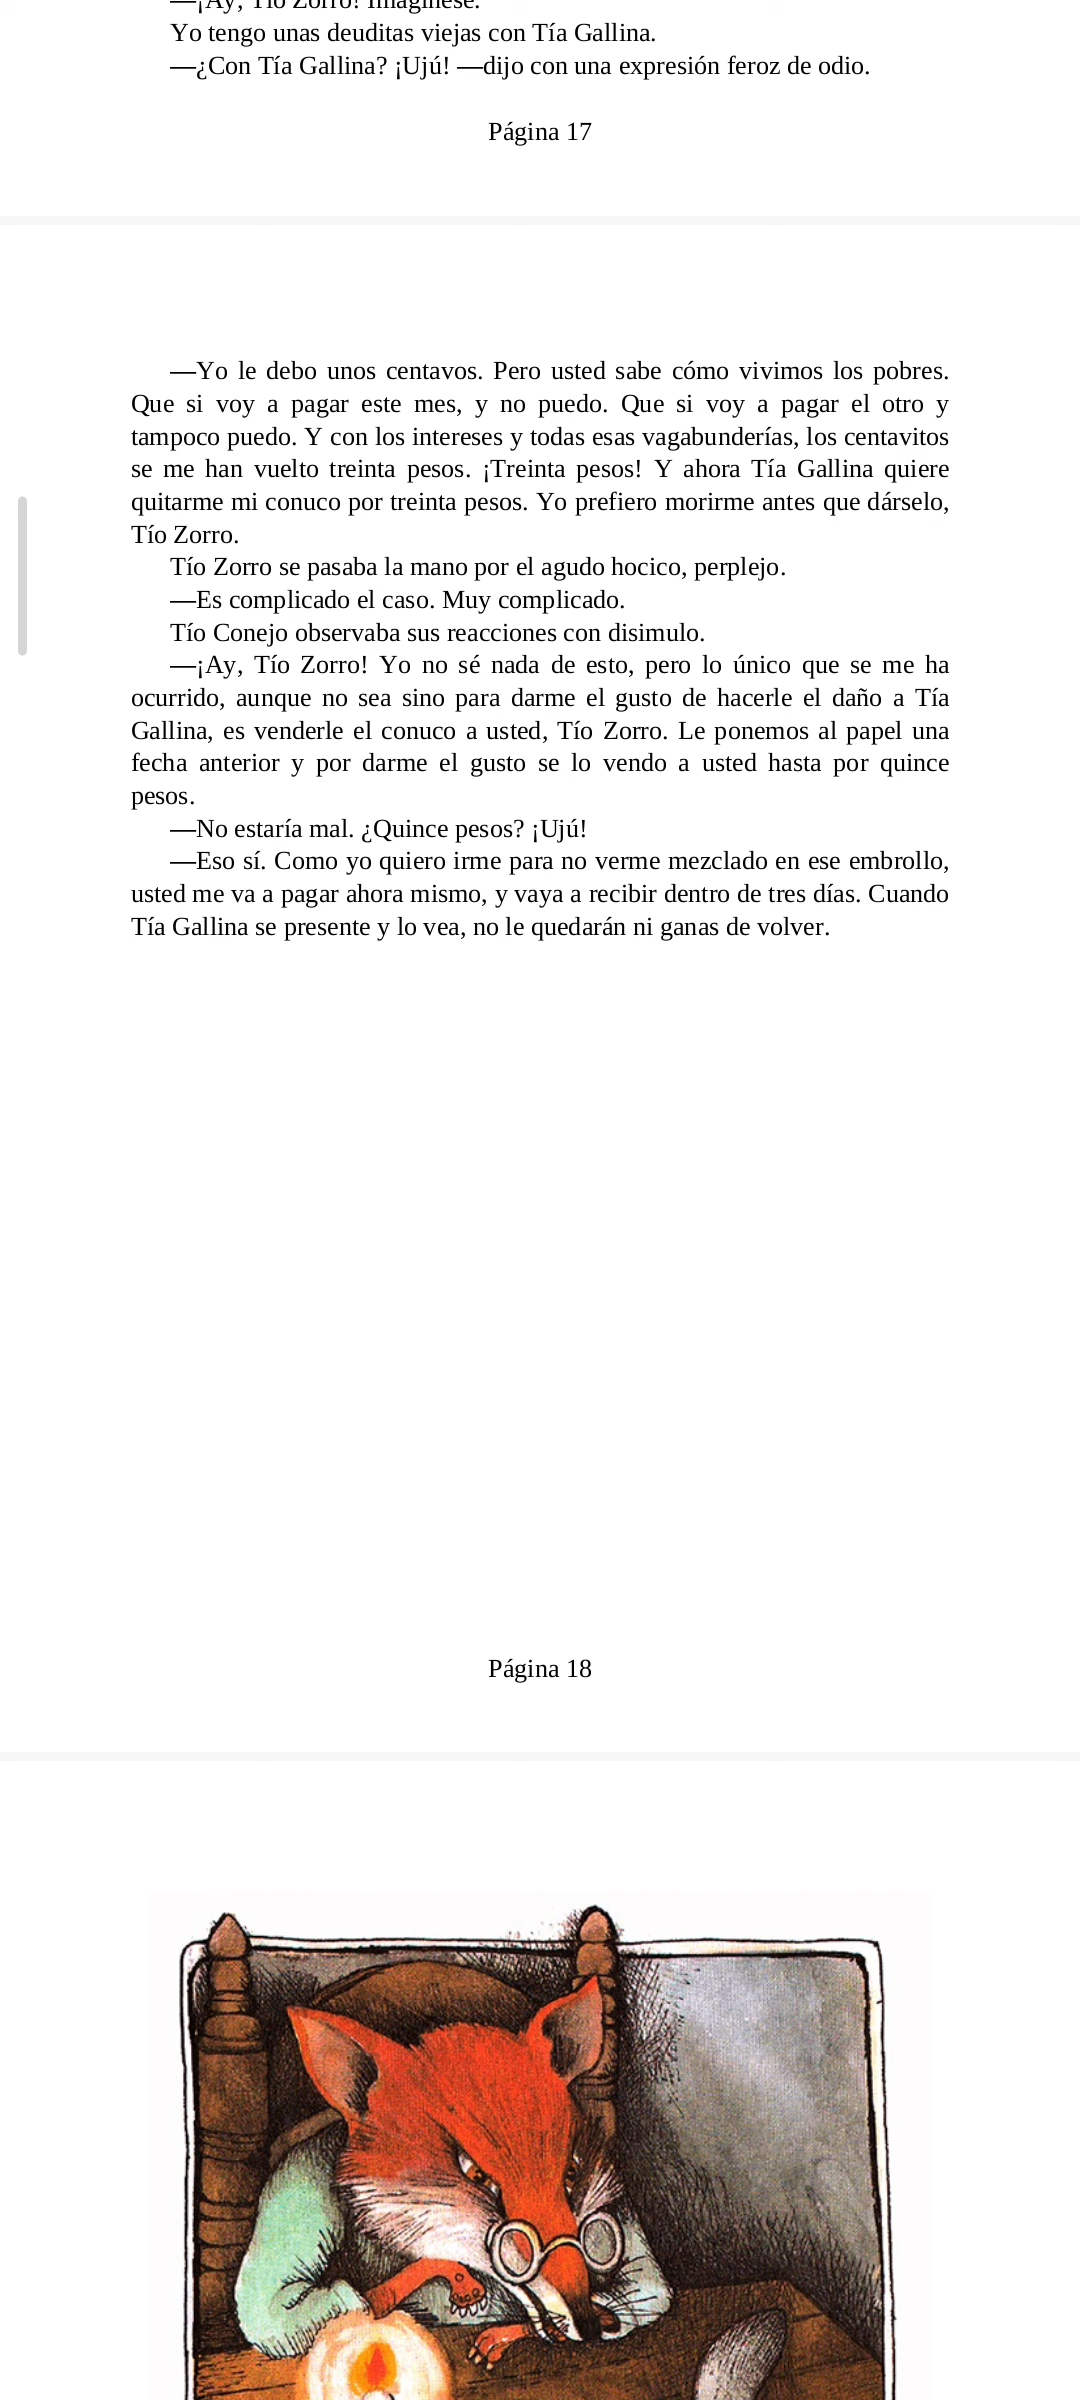 —¡Ay, Tío Zorro! Imagínese.
Yo tengo unas deuditas viejas con Tía Gallina.
—¿Con Tía Gallina? ¡Ujú! —dijo con una expresión feroz de odio.
Página 17
—Yo le debo unos centavos. Pero usted sabe cómo vivimos los pobres.
Que si voy a pagar este mes, y no puedo. Que si voy a pagar el otro y
tampoco puedo. Y con los intereses y todas esas vagabunderías, los centavitos
se me han vuelto treinta pesos. ¡Treinta pesos! Y ahora Tía Gallina quiere
quitarme mi conuco por treinta pesos. Yo prefiero morirme antes que dárselo,
Tío Zorro.
Tío Zorro se pasaba la mano por el agudo hocico, perplejo.
—Es complicado el caso. Muy complicado.
Tío Conejo observaba sus reacciones con disimulo.
—¡Ay, Tío Zorro! Yo no sé nada de esto, pero lo único que se me ha
ocurrido, aunque no sea sino para darme el gusto de hacerle el daño a Tía
Gallina, es venderle el conuco a usted, Tío Zorro. Le ponemos al papel una
fecha anterior y por darme el gusto se lo vendo a usted hasta por quince
pesos.
—No estaría mal. ¿Quince pesos? ¡Ujú!
—Eso sí. Como yo quiero irme para no verme mezclado en ese embrollo,
usted me va a pagar ahora mismo, y vaya a recibir dentro de tres días. Cuando
Tía Gallina se presente y lo vea, no le quedarán ni ganas de volver.
Página 18